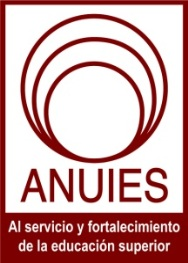 ANUIES
Al servicio y fortalecimiento
de la educación superior